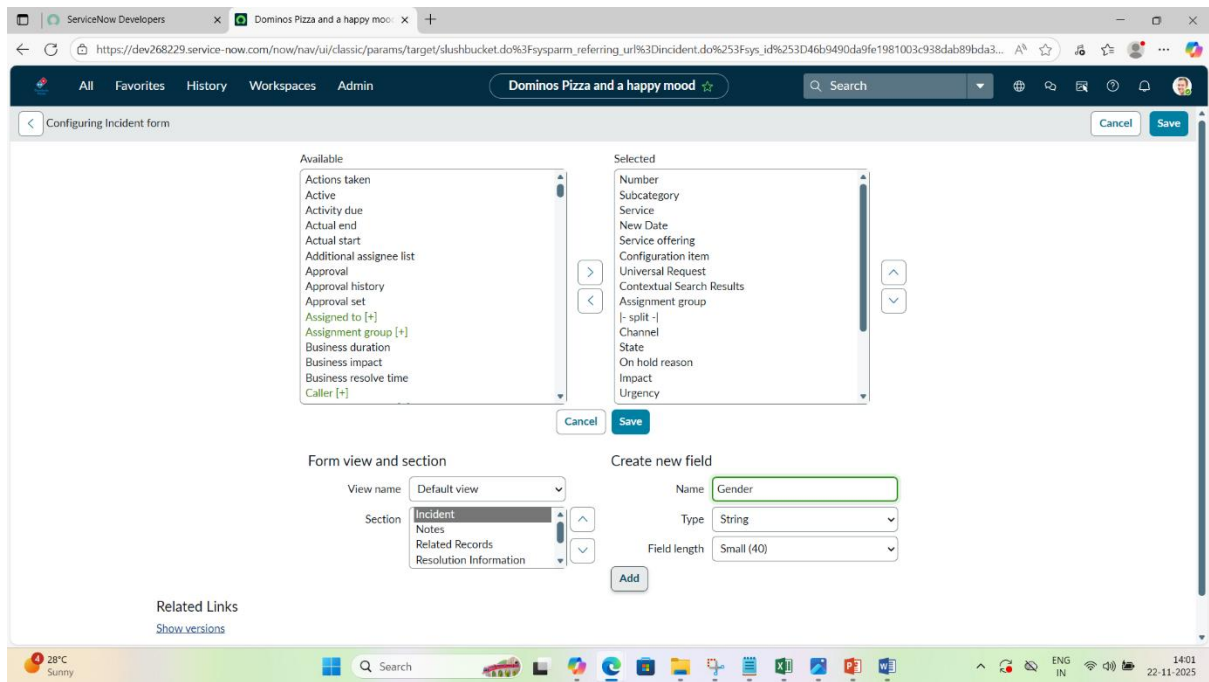 ServiceNow Developers
Dominos Pizza and a happy moo
https://dev268229.service-now.com/now/nav/ui/classic/params/target/slushbucket.do%3Fsysparm_referring_url%3Dincident.do%253Fsys_id%253D46b9490da9fe1981003c938dab89bda3...
All Favorites History Workspaces Admin
Dominos Pizza and a happy mood
Search
Configuring Incident form
Cancel Save
Available
Actions taken
Active
Activity due
Actual end
Actual start
Additional assignee list
Approval
Approval history
Approval set
Assigned to [+]
Assignment group [+]
Business duration
Business impact
Business resolve time
Caller [+]
Selected
Number
Subcategory
Service
New Date
Service offering
Configuration item
Universal Request
Contextual Search Results
Assignment group
|- split -|
Channel
State
On hold reason
Impact
Urgency
Cancel Save
Form view and section
View name Default view
Section Incident
Notes
Related Records
Resolution Information
Create new field
Name Gender
Type String
Field length Small (40)
Add
Related Links
Show versions
4
28°C
Sunny
Search
ENG
IN
14:01
22-11-2025